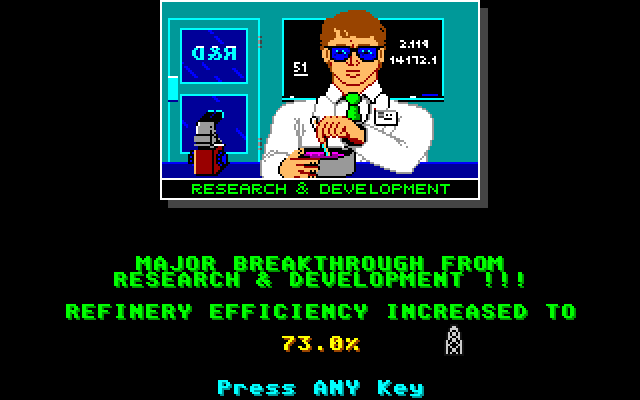 R&D
2.119
14172.1
51
RESEARCH & DEVELOPMENT
MAJOR BREAKTHROUGH FROM
RESEARCH & DEVELOPMENT !!!
REFINERY EFFICIENCY INCREASED TO
73.0%
Press ANY Key